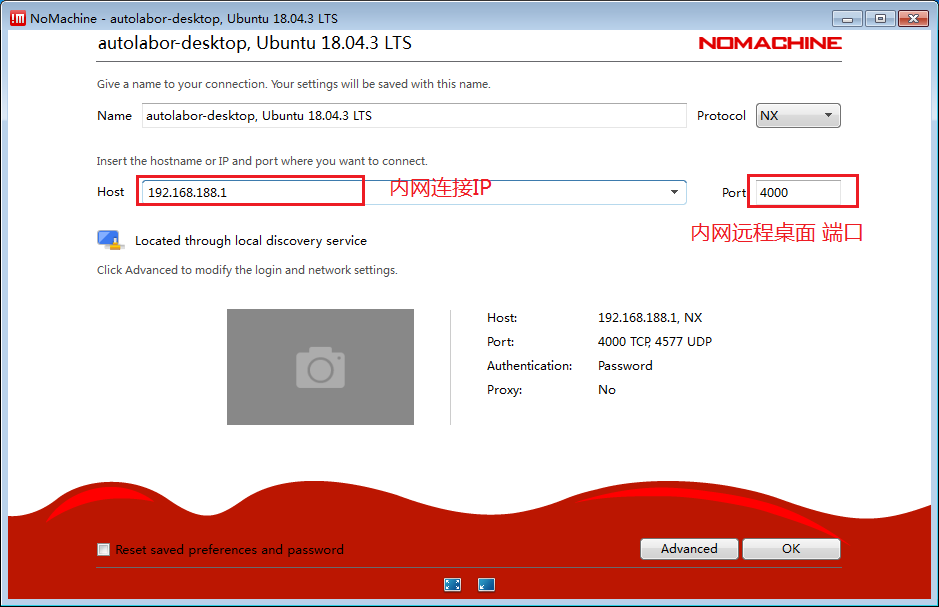 NoMachine - autolabor-desktop, Ubuntu 18.04.3 LTS
autolabor-desktop, Ubuntu 18.04.3 LTS
NOMACHINE
Give a name to your connection. Your settings will be saved with this name.
Name autolabor-desktop, Ubuntu 18.04.3 LTS Protocol NX
Insert the hostname or IP and port where you want to connect.
Host 192.168.188.1 内网连接IP Port 4000
内网远程桌面 端口
Located through local discovery service
Click Advanced to modify the login and network settings.
Host: 192.168.188.1, NX
Port: 4000 TCP, 4577 UDP
Authentication: Password
Proxy: No
Reset saved preferences and password Advanced OK